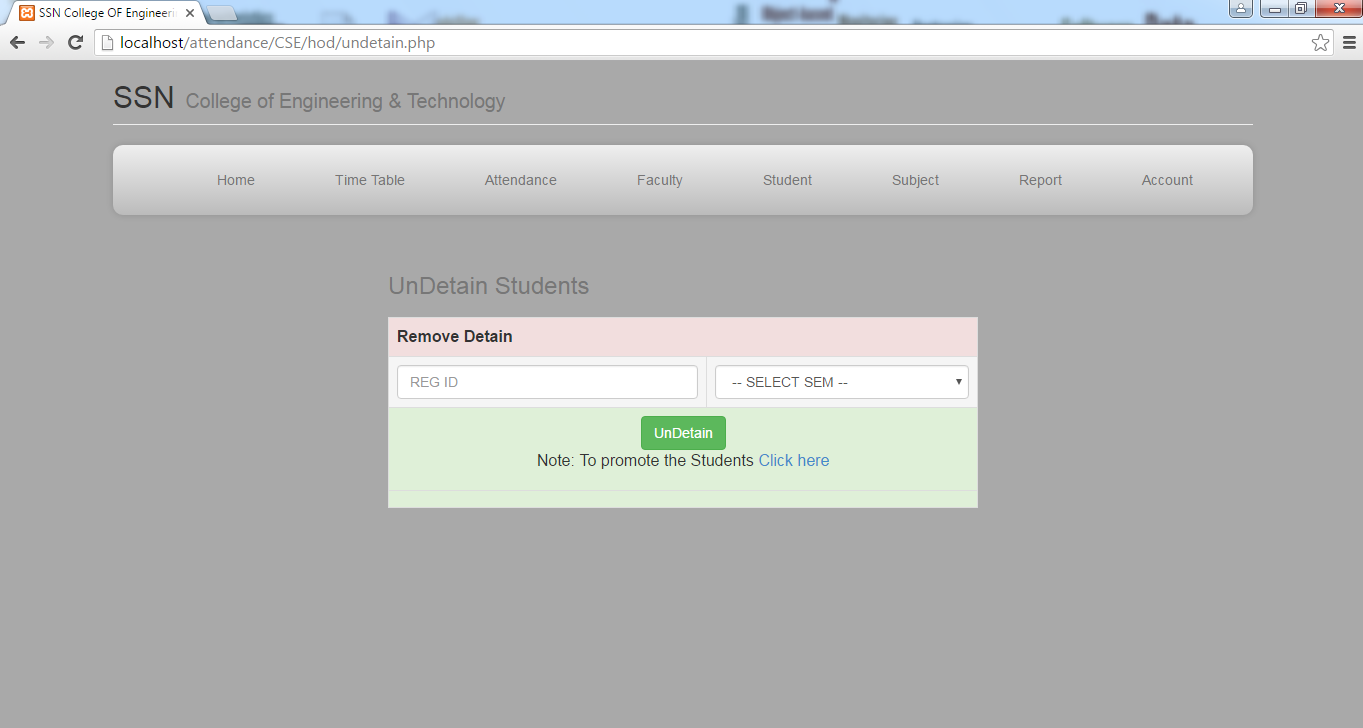 SSN College OF Engineeri
localhost/attendance/CSE/hod/undetain.php
SSN College of Engineering & Technology
Home Time Table Attendance Faculty Student Subject Report Account
UnDetain Students
Remove Detain
REG ID -- SELECT SEM --
UnDetain
Note: To promote the Students Click here